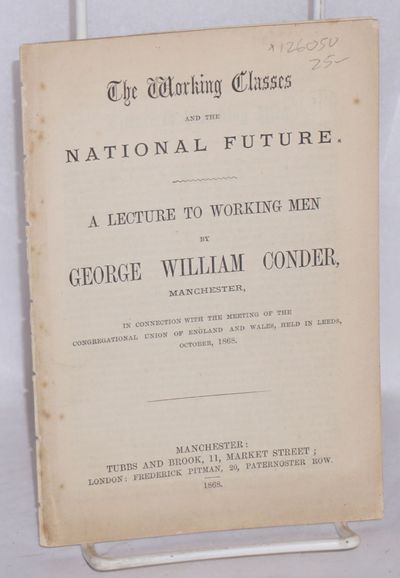 x126050
25-
The Working Classes
AND THE
NATIONAL FUTURE.
A LECTURE TO WORKING MEN
BY
GEORGE WILLIAM CONDER,
MANCHESTER,
IN CONNECTION WITH THE MEETING OF THE
CONGREGATIONAL UNION OF ENGLAND AND WALES, HELD IN LEEDS,
OCTOBER, 1868.
MANCHESTER:
TUBBS AND BROOK, 11, MARKET STREET;
LONDON: FREDERICK PITMAN, 20, PATERNOSTER ROW.
1868.